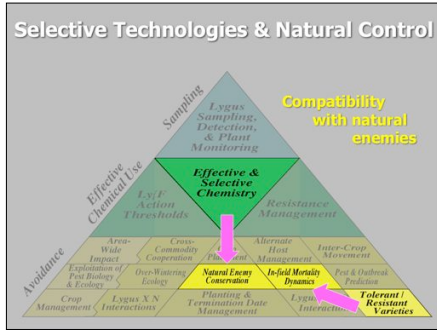 Selective Technologies & Natural Control
Compatibility
with natural
enemies
Sampling
Lygus
Sampling,
Detection,
& Plant
Monitoring
Effective
Chemical Use
Effective &
Selective
Chemistry
Ly/F
Action
Thresholds
Resistance
Management
Avoidance
Area-
Wide
Impact
Cross-
Commodity
Cooperation
Alternate
Host
Management
Inter-Crop
Movement
Exploitation of
Pest Biology
& Ecology
Over-Wintering
Ecology
Natural Enemy
Conservation
In-field Mortality
Dynamics
Pest & Outbreak
Prediction
Crop
Management
Lygus X N
Interactions
Planting &
Termination Date
Management
Tolerant /
Resistant
Varieties